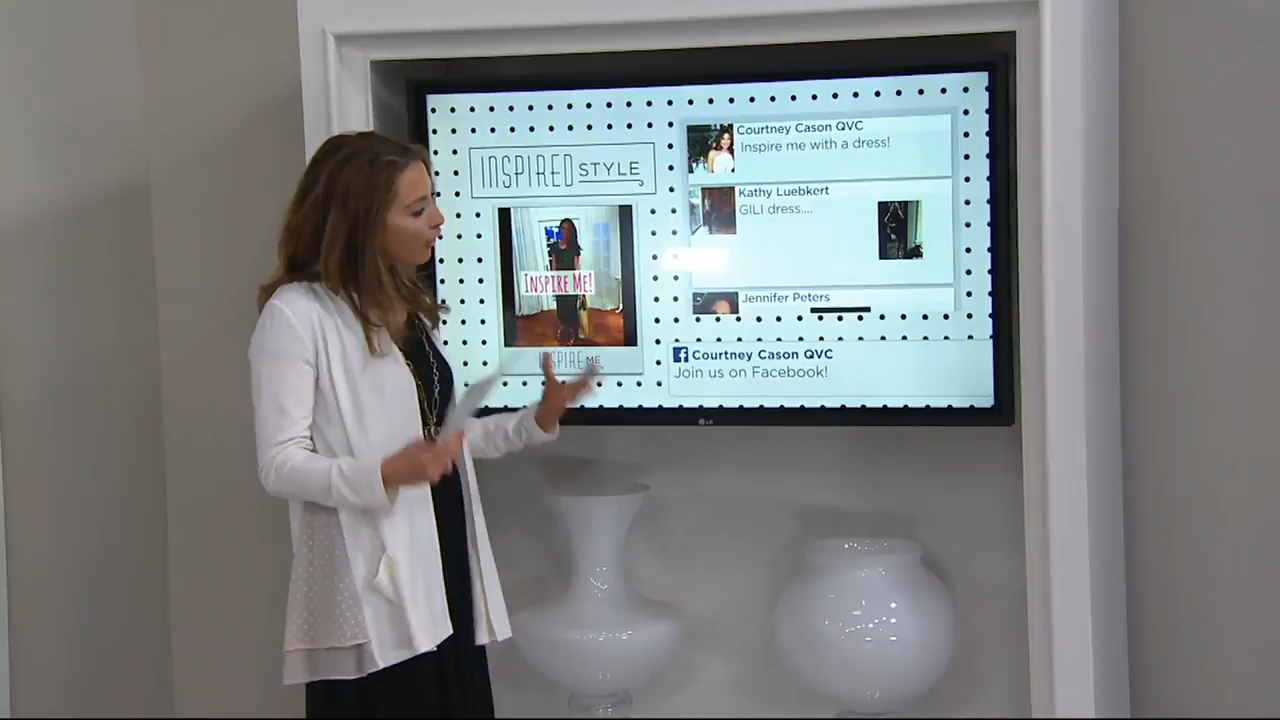 INSPIRED STYLE
INSPIRE ME!
INSPIRE ME
Courtney Cason QVC
Inspire me with a dress!
Kathy Luebkert
GILI dress....
Jennifer Peters
f Courtney Cason QVC
Join us on Facebook!
LG